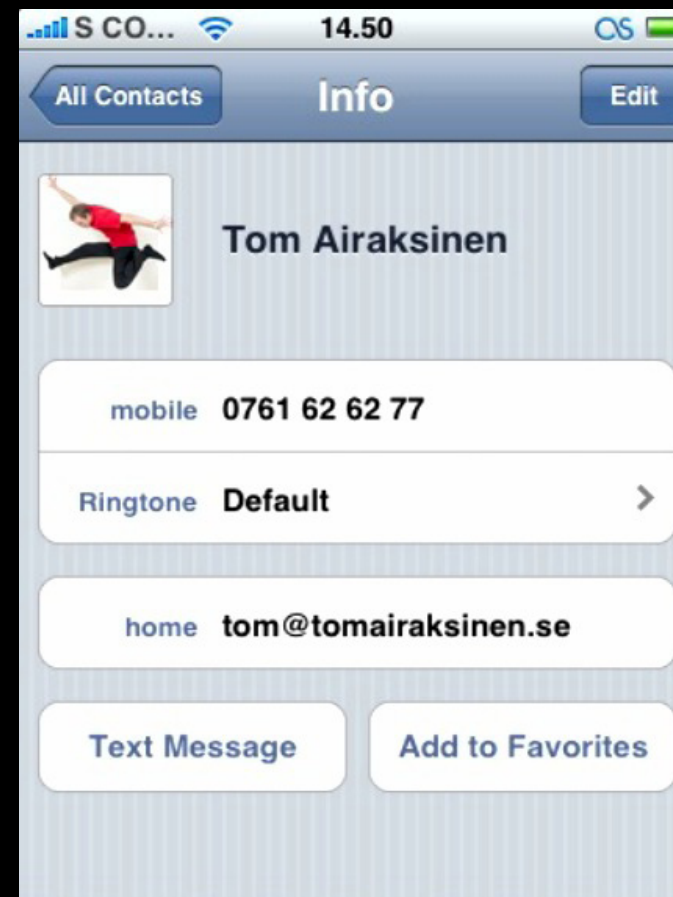 S CO... 14.50
All Contacts Info Edit
Tom Airaksinen
mobile 0761 62 62 77
Ringtone Default
home tom@tomairaksinen.se
Text Message Add to Favorites